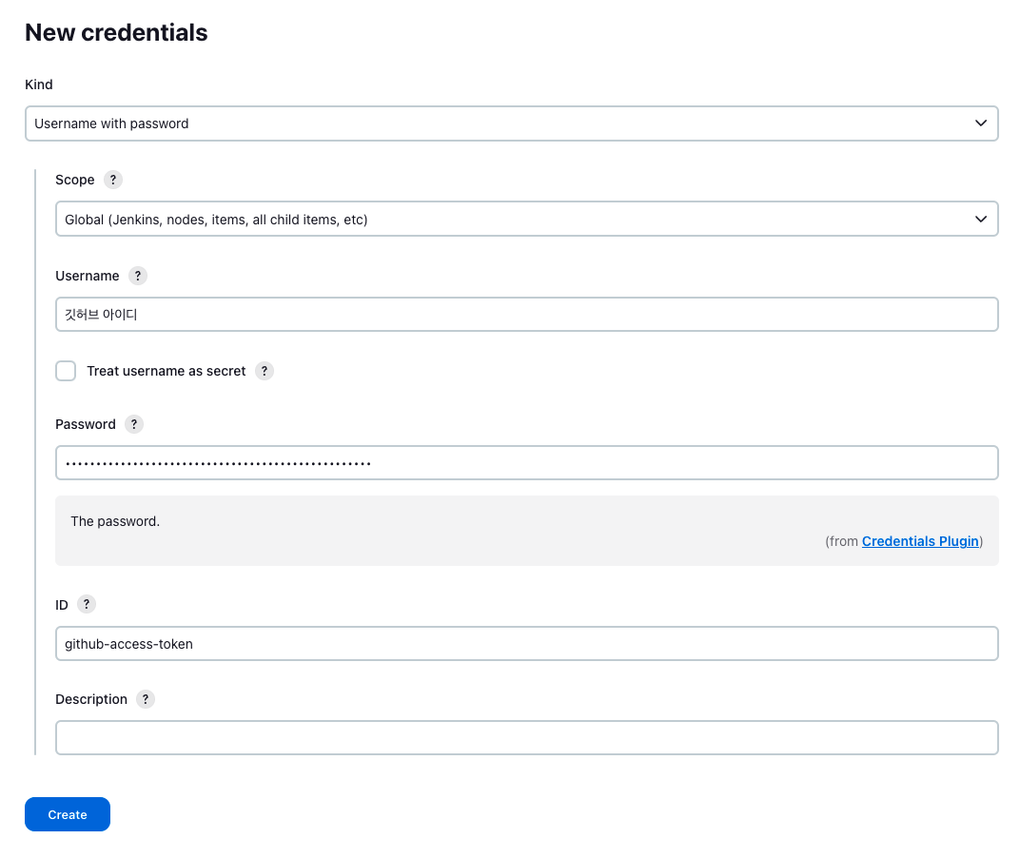 New credentials
Kind
Username with password
Scope ?
Global (Jenkins, nodes, items, all child items, etc)
Username ?
깃허브 아이디
Treat username as secret ?
Password ?
The password.
(from Credentials Plugin)
ID ?
github-access-token
Description ?
Create